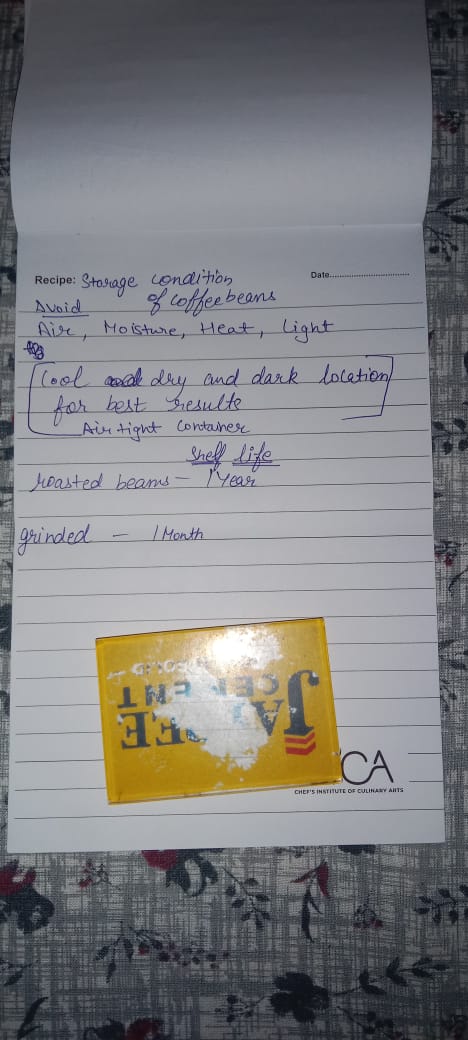 Recipe: Storage condition Date....................................
of coffee beans
Avoid
Air, Moisture, Heat, Light
Cool dry and dark location
for best results
Air tight Container
Shelf life
roasted beams - 1 Year
grinded - 1 Month
JAYPEE
CEMENT
SOLID
CA
CHEF'S INSTITUTE OF CULINARY ARTS